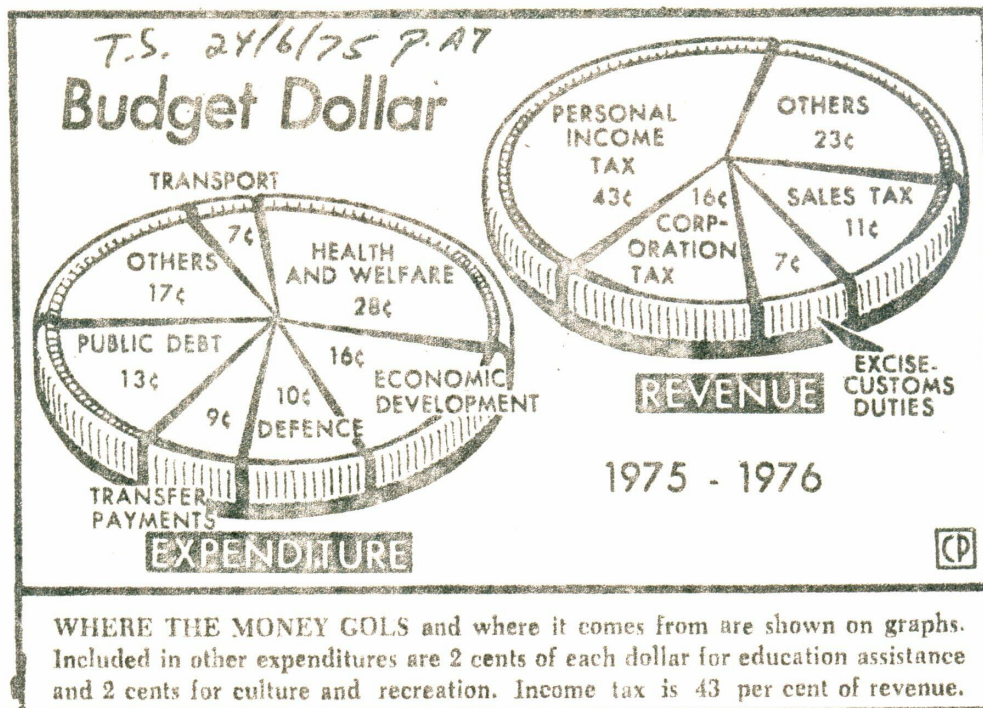 T.S. 24/6/75 P. A7
Budget Dollar
TRANSPORT
7¢
HEALTH
AND WELFARE
28¢
16¢
ECONOMIC
DEVELOPMENT
10¢
DEFENCE
9¢
TRANSFER
PAYMENTS
PUBLIC DEBT
13¢
OTHERS
17¢
EXPENDITURE
PERSONAL
INCOME
TAX
43¢
OTHERS
23¢
SALES TAX
11¢
7¢
EXCISE-
CUSTOMS
DUTIES
16¢
CORP-
ORATION
TAX
REVENUE
1975 - 1976
CP
WHERE THE MONEY GOLS and where it comes from are shown on graphs.
Included in other expenditures are 2 cents of each dollar for education assistance
and 2 cents for culture and recreation. Income tax is 43 per cent of revenue.